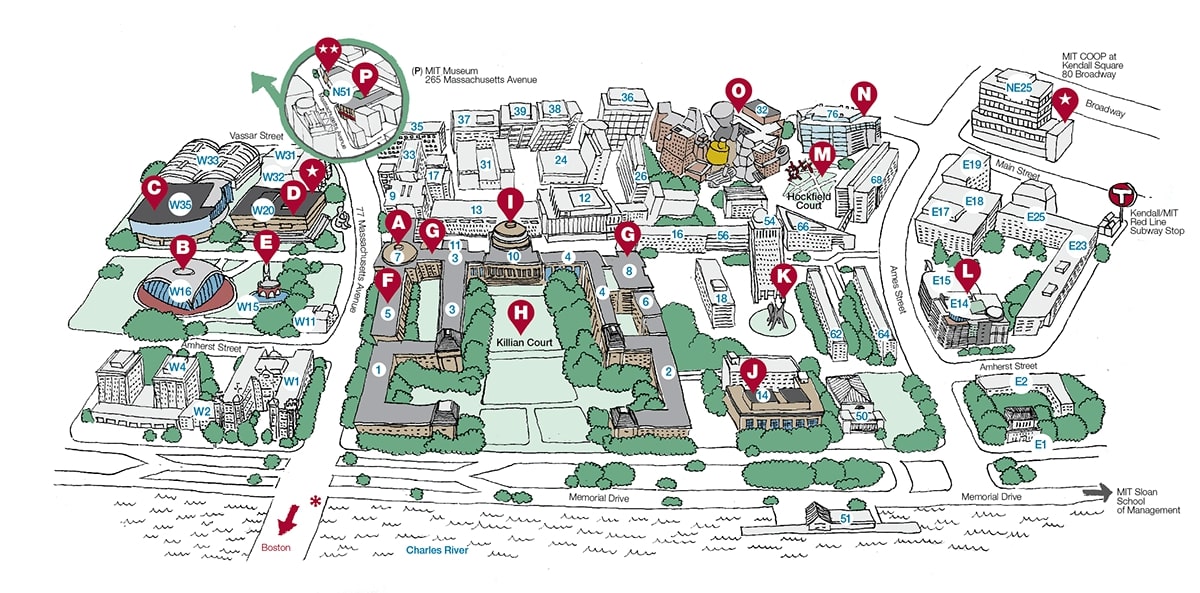 ★★
P
N51
(P) MIT Museum
265 Massachusetts Avenue
MIT COOP at
Kendall Square
80 Broadway
NE25
★
Broadway
Vassar Street
W33
W31
W32
★
C
W35
D
W20
35
37
39
38
36
O
32
76
N
33
17
31
24
26
9
13
12
M
Hockfield
Court
68
E19
Main Street
E18
E17
E25
T
Kendall/MIT
Red Line
Subway Stop
E23
77 Massachusetts Avenue
A
7
G
11
3
I
10
4
G
8
16
56
54
66
B
W16
E
W15
W11
F
5
3
H
Killian Court
4
6
18
K
62
64
Ames Street
L
E15
E14
Amherst Street
W4
W1
W2
1
2
J
14
50
Amherst Street
E2
E1
Memorial Drive
Memorial Drive
MIT Sloan
School
of Management
*
Boston
Charles River
51